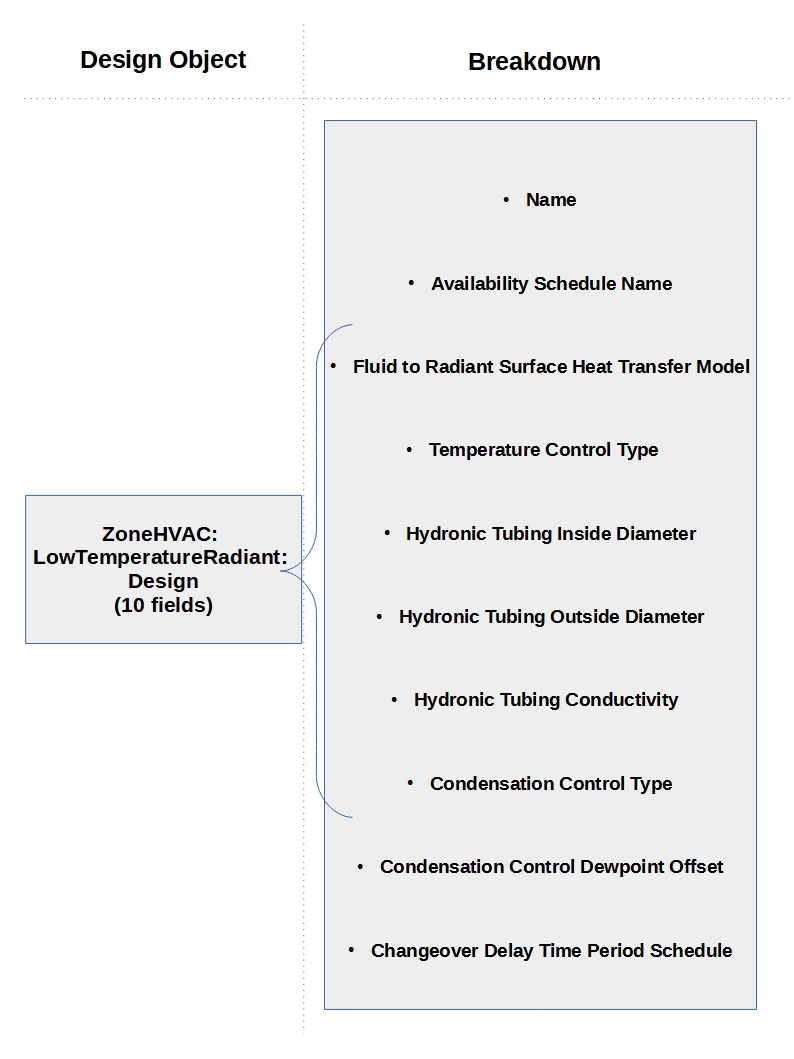 Design Object
Breakdown
ZoneHVAC:
LowTemperatureRadiant:
Design
(10 fields)
• Name
• Availability Schedule Name
• Fluid to Radiant Surface Heat Transfer Model
• Temperature Control Type
• Hydronic Tubing Inside Diameter
• Hydronic Tubing Outside Diameter
• Hydronic Tubing Conductivity
• Condensation Control Type
• Condensation Control Dewpoint Offset
• Changeover Delay Time Period Schedule